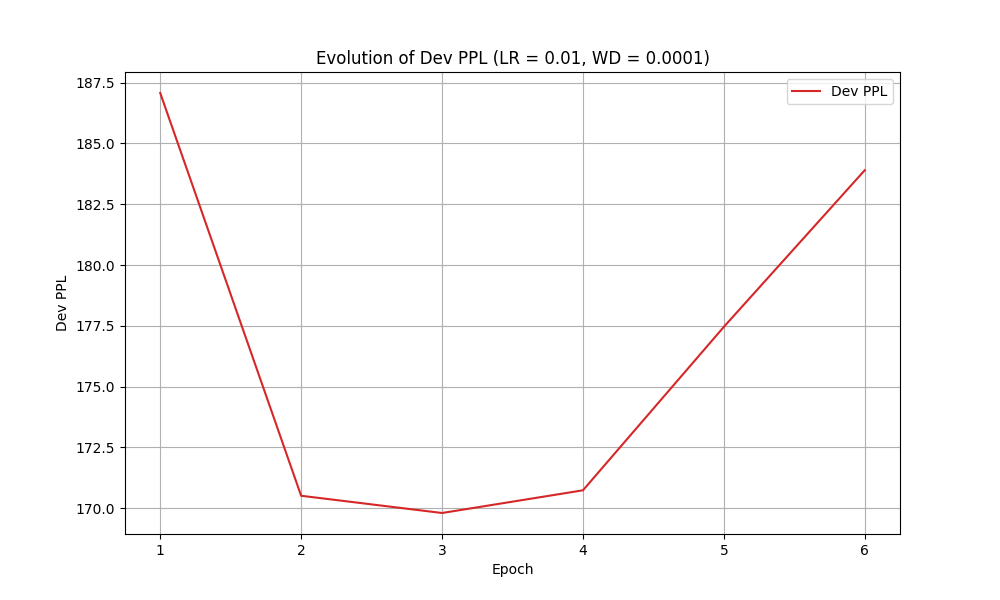 Evolution of Dev PPL (LR = 0.01, WD = 0.0001)
Dev PPL
187.5
185.0
182.5
180.0
177.5
175.0
172.5
170.0
Dev PPL
1 2 3 4 5 6
Epoch